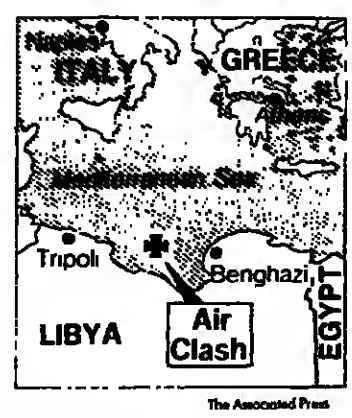 Naples
ITALY
GREECE
Athens
Mediterranean Sea
Tripoli
Benghazi
EGYPT
LIBYA
Air
Clash
The Associated Press